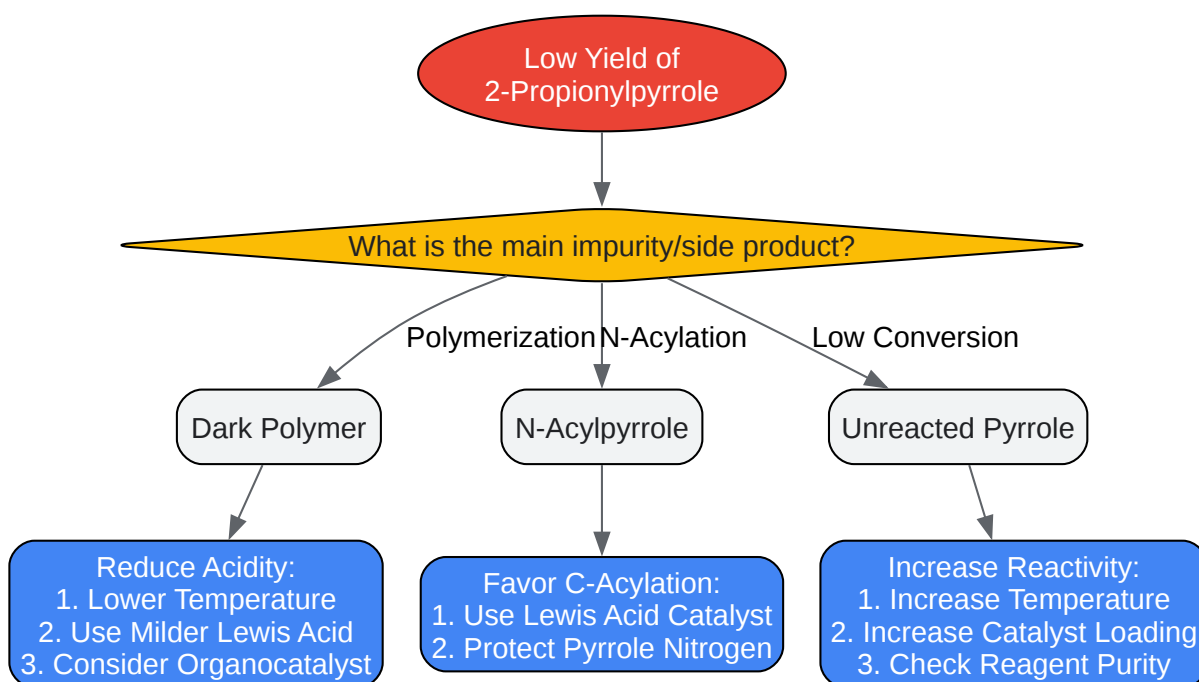 Low Yield of
2-Propionylpyrrole
What is the main impurity/side product?
Polymerization
N-Acylation
Low Conversion
Dark Polymer
N-Acylpyrrole
Unreacted Pyrrole
Reduce Acidity:
1. Lower Temperature
2. Use Milder Lewis Acid
3. Consider Organocatalyst
Favor C-Acylation:
1. Use Lewis Acid Catalyst
2. Protect Pyrrole Nitrogen
Increase Reactivity:
1. Increase Temperature
2. Increase Catalyst Loading
3. Check Reagent Purity